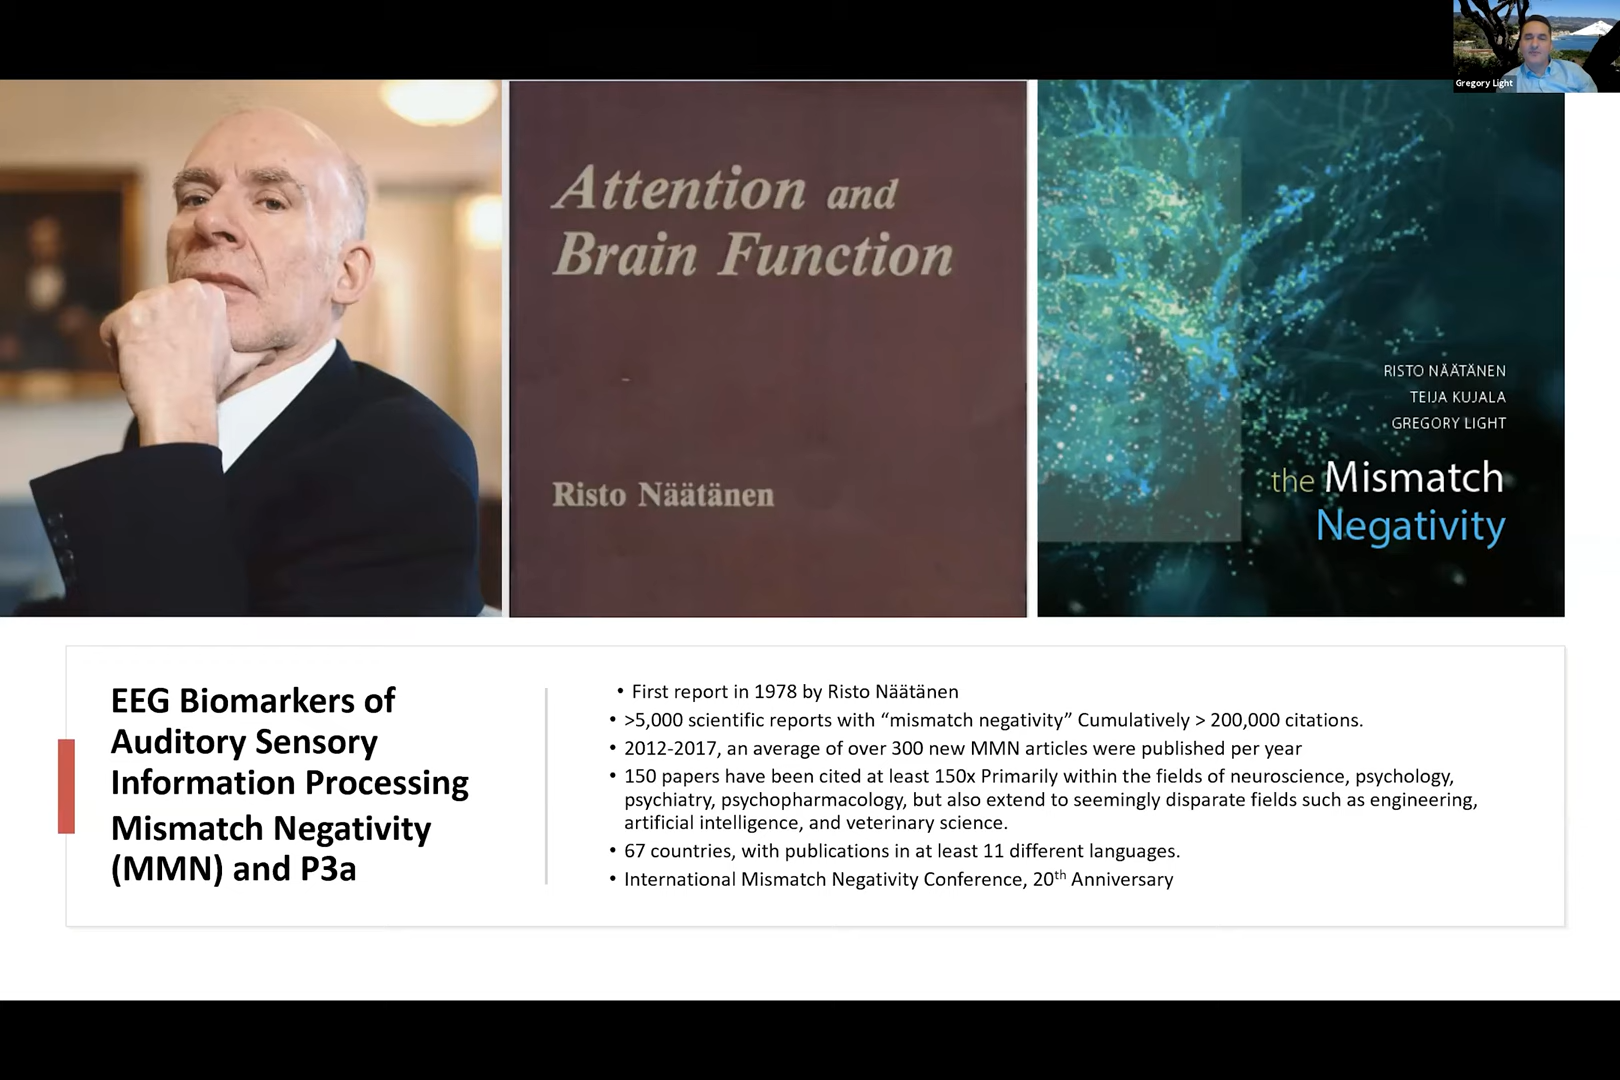 Gregory Light
Attention and
Brain Function
Risto Näätänen
RISTO NÄÄTÄNEN
TEIJA KUJALA
GREGORY LIGHT
the Mismatch
Negativity
EEG Biomarkers of
Auditory Sensory
Information Processing
Mismatch Negativity
(MMN) and P3a
• First report in 1978 by Risto Näätänen
• >5,000 scientific reports with “mismatch negativity” Cumulatively > 200,000 citations.
• 2012-2017, an average of over 300 new MMN articles were published per year
• 150 papers have been cited at least 150x Primarily within the fields of neuroscience, psychology,
psychiatry, psychopharmacology, but also extend to seemingly disparate fields such as engineering,
artificial intelligence, and veterinary science.
• 67 countries, with publications in at least 11 different languages.
• International Mismatch Negativity Conference, 20th Anniversary